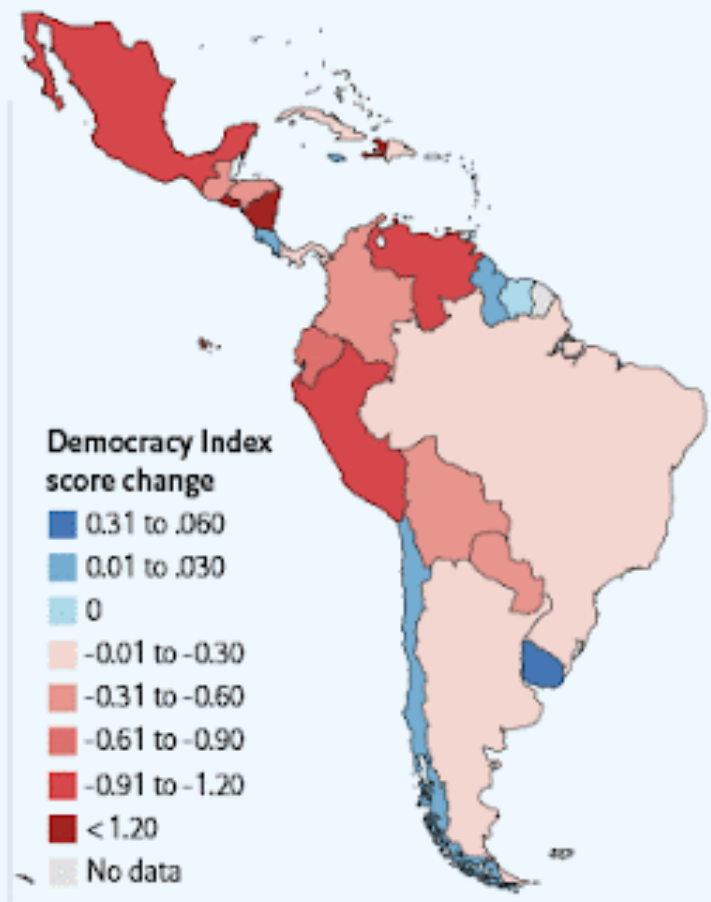 Democracy Index
score change
0.31 to .060
0.01 to .030
0
-0.01 to -0.30
-0.31 to -0.60
-0.61 to -0.90
-0.91 to -1.20
< 1.20
No data